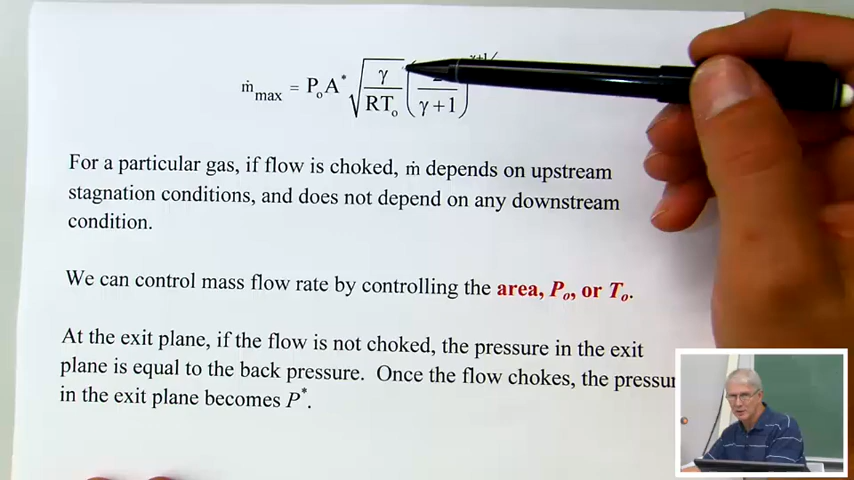 ṁmax = PoA* √(γ/RTo) (2/γ+1)
For a particular gas, if flow is choked, ṁ depends on upstream
stagnation conditions, and does not depend on any downstream
condition.
We can control mass flow rate by controlling the area, Po, or To.
At the exit plane, if the flow is not choked, the pressure in the exit
plane is equal to the back pressure. Once the flow chokes, the
in the exit plane becomes P*.